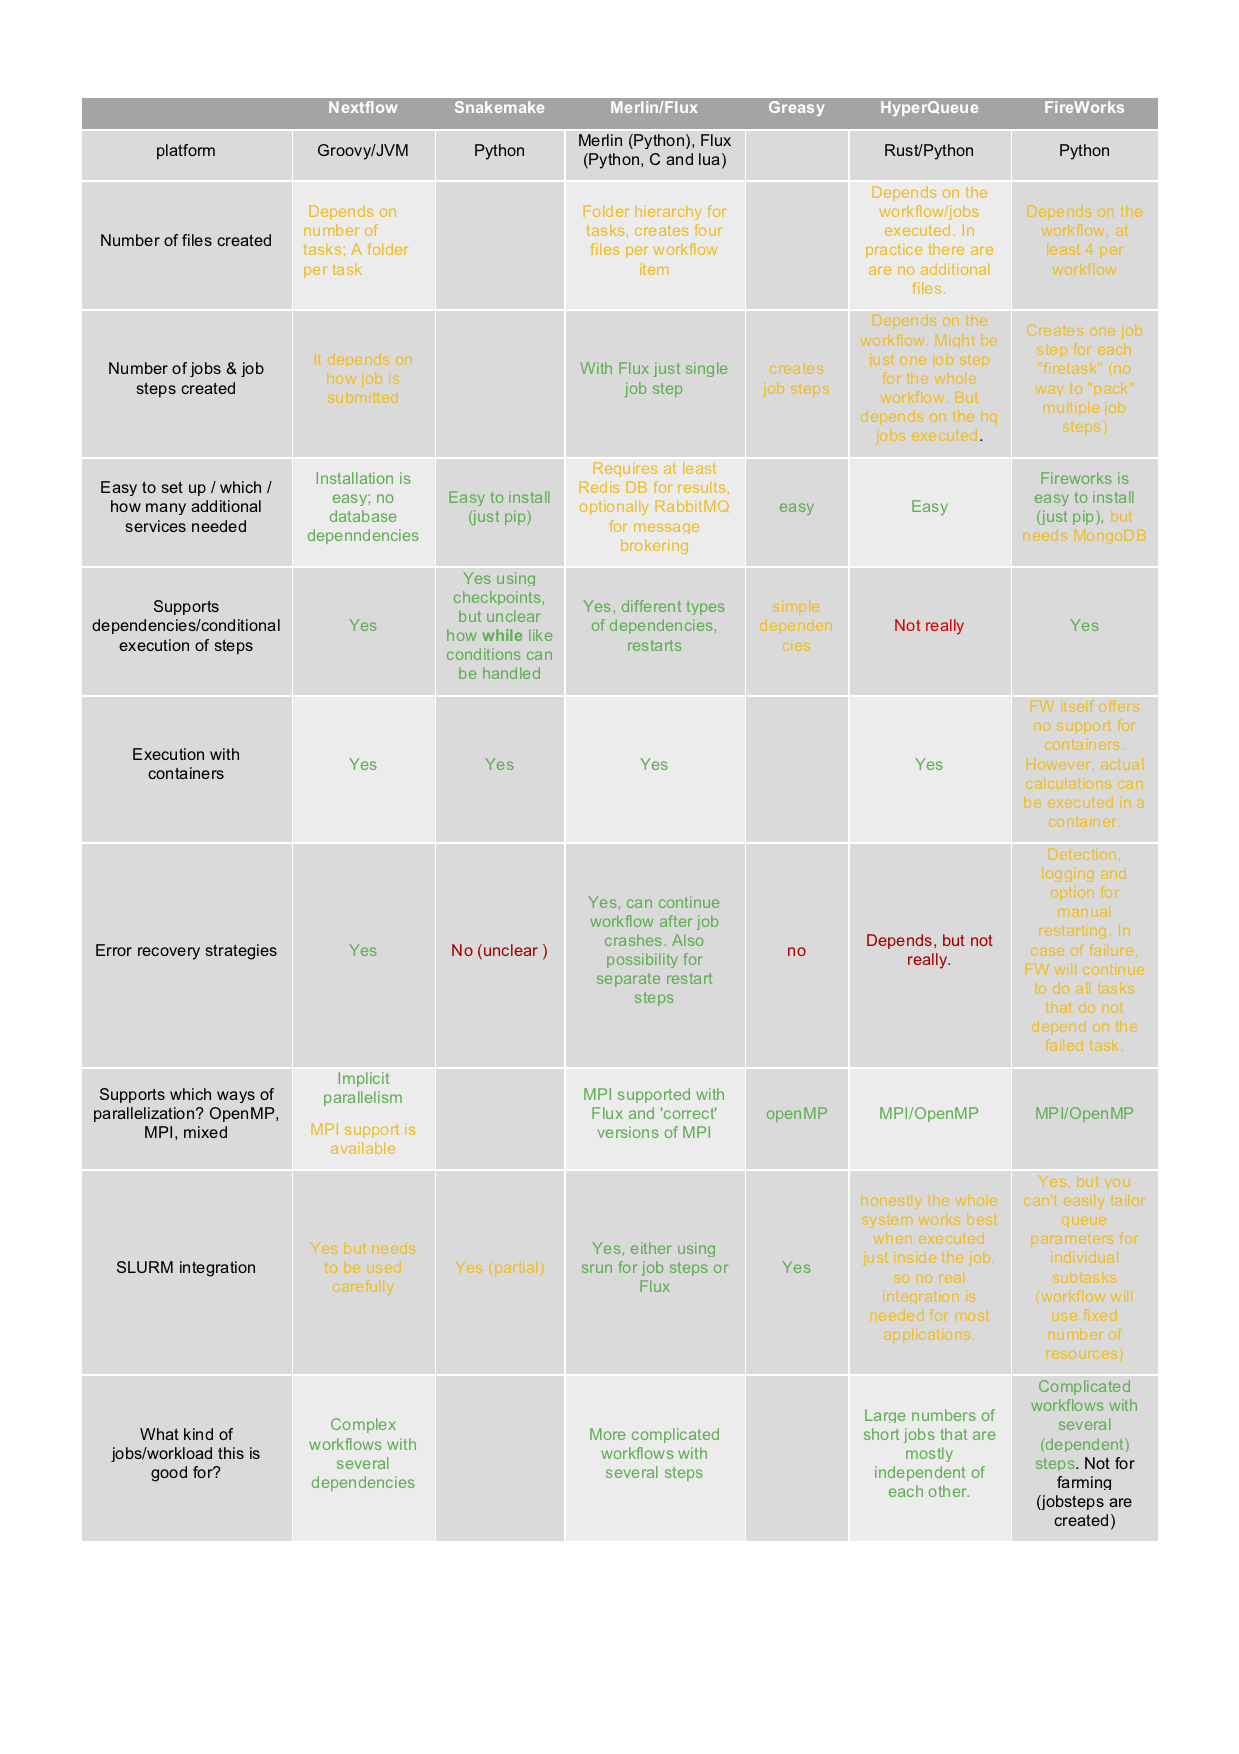 Nextflow Snakemake Merlin/Flux Greasy HyperQueue FireWorks
platform
Groovy/JVM
Python
Merlin (Python), Flux
(Python, C and lua)
Rust/Python
Python
Number of files created
Depends on
number of
tasks; A folder
per task
Folder hierarchy for
tasks, creates four
files per workflow
item
Depends on the
workflow/jobs
executed. In
practice there are
are no additional
files.
Depends on the
workflow, at
least 4 per
workflow
Number of jobs & job
steps created
It depends on
how job is
submitted
With Flux just single
job step
creates
job steps
Depends on the
workflow. Might be
just one job step
for the whole
workflow. But
depends on the hq
jobs executed.
Creates one job
step for each
"firetask" (no
way to "pack"
multiple job
steps)
Easy to set up / which /
how many additional
services needed
Installation is
easy; no
database
depenndencies
Easy to install
(just pip)
Requires at least
Redis DB for results,
optionally RabbitMQ
for message
brokering
easy
Easy
Fireworks is
easy to install
(just pip), but
needs MongoDB
Supports
dependencies/conditional
execution of steps
Yes
Yes using
checkpoints,
but unclear
how while like
conditions can
be handled
Yes, different types
of dependencies,
restarts
simple
dependen
cies
Not really
Yes
Execution with
containers
Yes
Yes
Yes
Yes
FW itself offers
no support for
containers.
However, actual
calculations can
be executed in a
container.
Error recovery strategies
Yes
No (unclear )
Yes, can continue
workflow after job
crashes. Also
possibility for
separate restart
steps
no
Depends, but not
really.
Detection,
logging and
option for
manual
restarting. In
case of failure,
FW will continue
to do all tasks
that do not
depend on the
failed task.
Supports which ways of
parallelization? OpenMP,
MPI, mixed
Implicit
parallelism
MPI support is
available
MPI supported with
Flux and 'correct'
versions of MPI
openMP
MPI/OpenMP
MPI/OpenMP
SLURM integration
Yes but needs
to be used
carefully
Yes (partial)
Yes, either using
srun for job steps or
Flux
Yes
honestly the whole
system works best
when executed
just inside the job,
so no real
integration is
needed for most
applications.
Yes, but you
can't easily tailor
queue
parameters for
individual
subtasks
(workflow will
use fixed
number of
resources)
What kind of
jobs/workload this is
good for?
Complex
workflows with
several
dependencies
More complicated
workflows with
several steps
Large numbers of
short jobs that are
mostly
independent of
each other.
Complicated
workflows with
several
(dependent)
steps. Not for
farming
(jobsteps are
created)